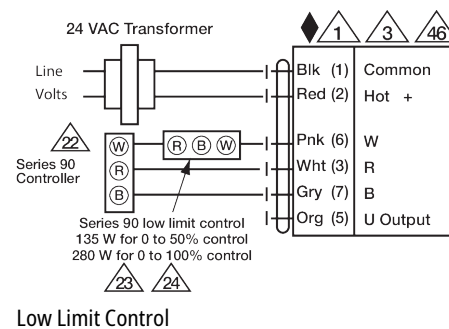 24 VAC Transformer
1 3 46
Line
Blk (1) Common
Volts
Red (2) Hot +
22
W R B W Pnk (6) W
Series 90
Controller
R Wht (3) R
B Gry (7) B
Org (5) U Output
Series 90 low limit control
135 W for 0 to 50% control
280 W for 0 to 100% control
23 24
Low Limit Control